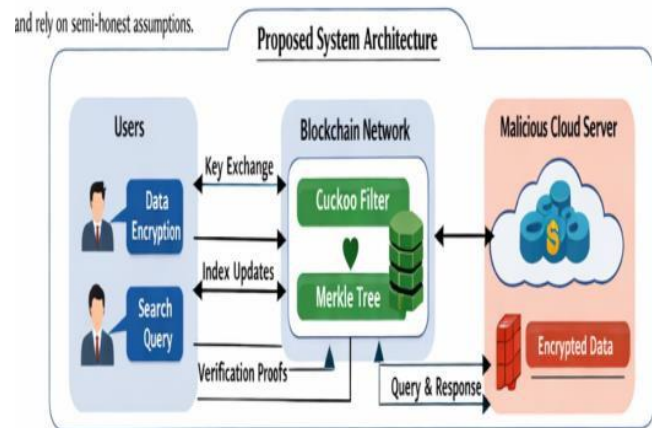 and rely on semi-honest assumptions.
Proposed System Architecture
Users
Data
Encryption
Search
Query
Key Exchange
Index Updates
Verification Proofs
Blockchain Network
Cuckoo Filter
Merkle Tree
Malicious Cloud Server
$
Encrypted Data
Query & Response